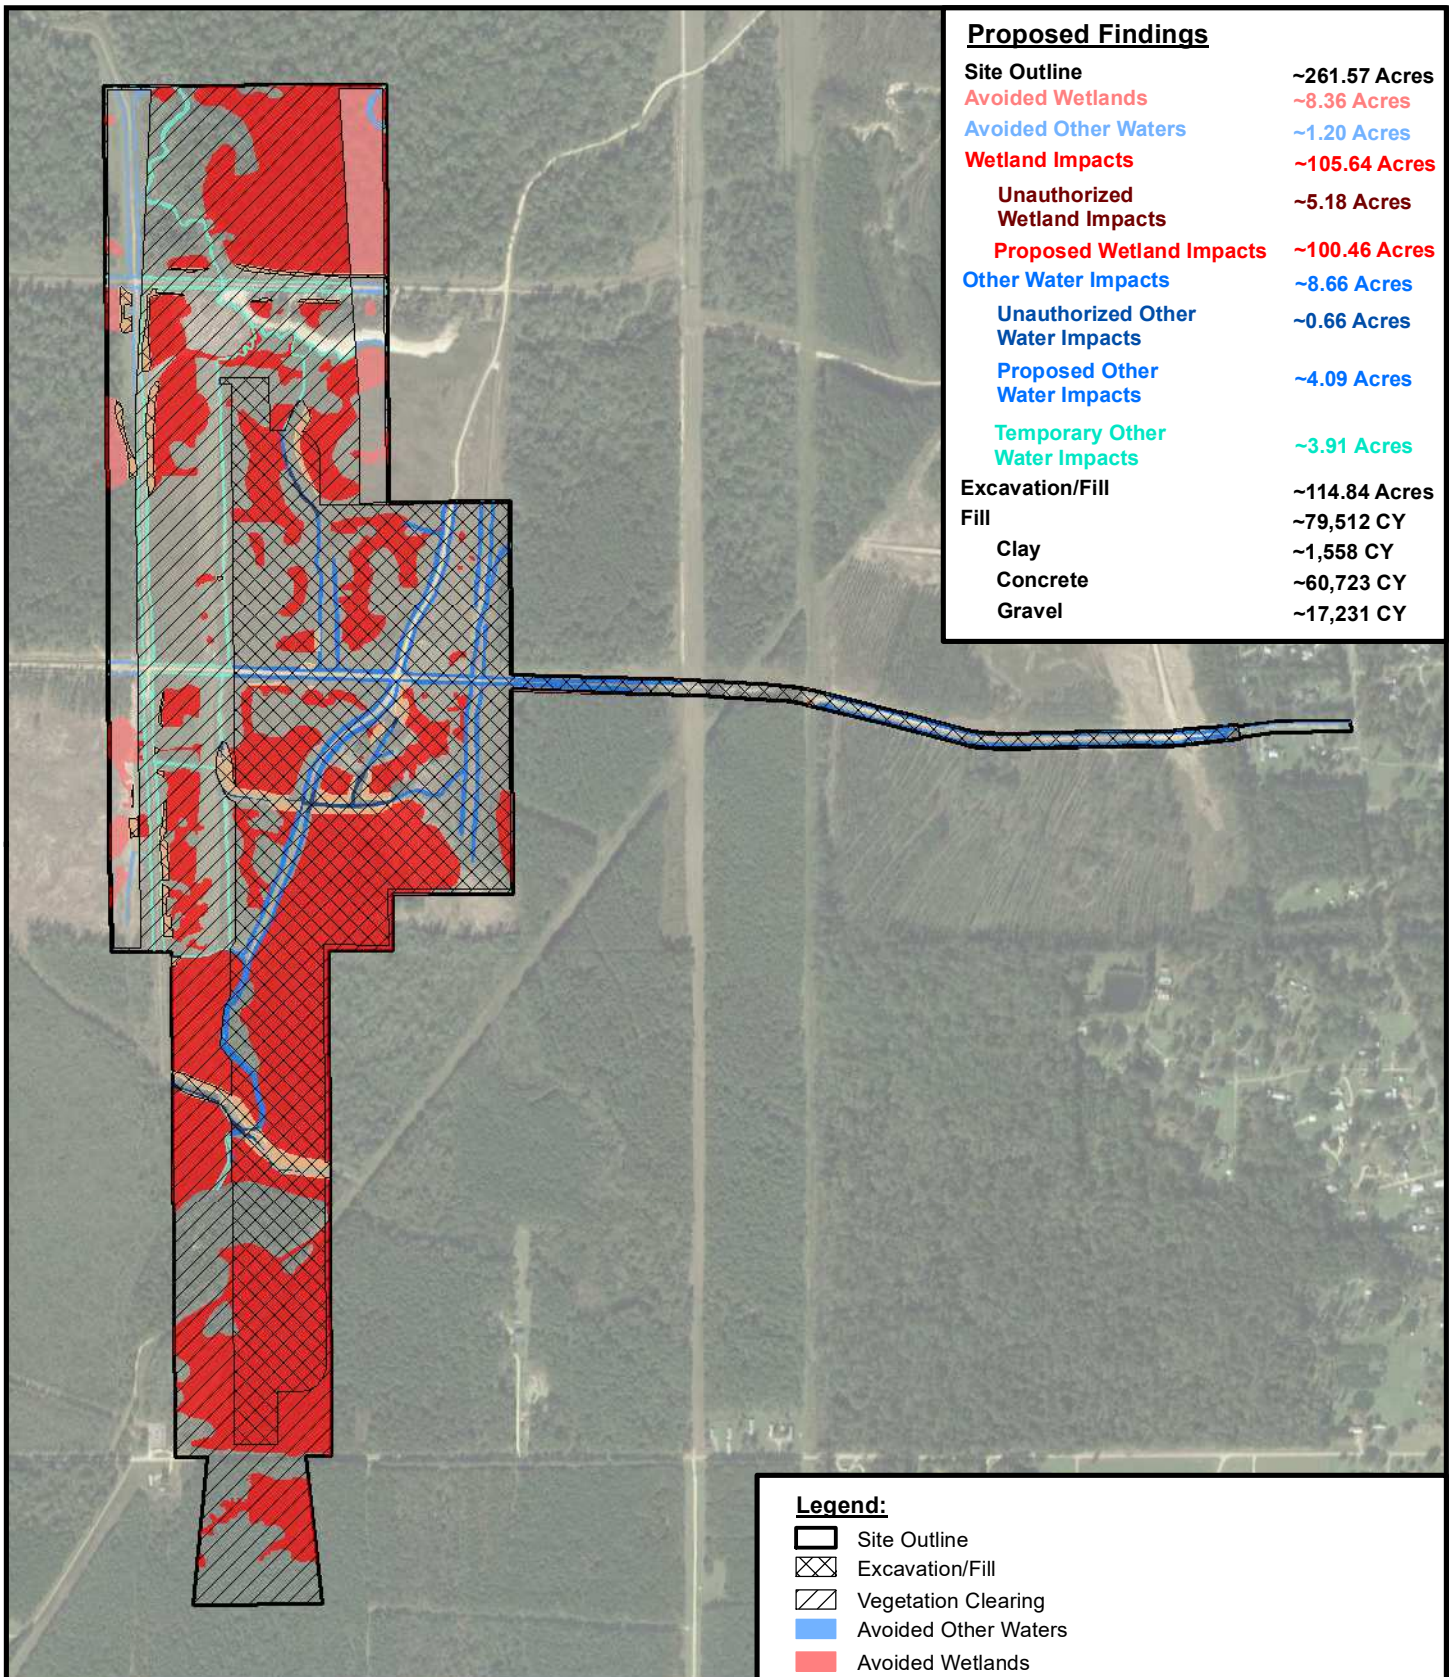 Proposed Findings
Site Outline ~261.57 Acres
Avoided Wetlands ~8.36 Acres
Avoided Other Waters ~1.20 Acres
Wetland Impacts ~105.64 Acres
Unauthorized
Wetland Impacts ~5.18 Acres
Proposed Wetland Impacts ~100.46 Acres
Other Water Impacts ~8.66 Acres
Unauthorized Other
Water Impacts ~0.66 Acres
Proposed Other
Water Impacts ~4.09 Acres
Temporary Other
Water Impacts ~3.91 Acres
Excavation/Fill ~114.84 Acres
Fill ~79,512 CY
Clay ~1,558 CY
Concrete ~60,723 CY
Gravel ~17,231 CY
Legend:
Site Outline
Excavation/Fill
Vegetation Clearing
Avoided Other Waters
Avoided Wetlands